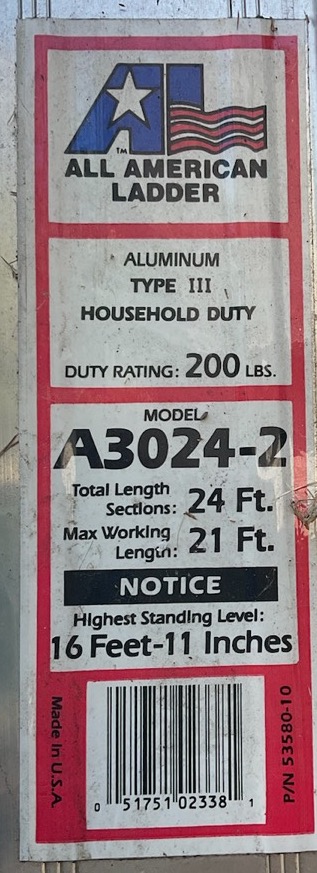 AL
TM
ALL AMERICAN
LADDER
ALUMINUM
TYPE III
HOUSEHOLD DUTY
DUTY RATING: 200 LBS.
MODEL
A3024-2
Total Length
Sections: 24 Ft.
Max Working
Length: 21 Ft.
NOTICE
Highest Standing Level:
16 Feet-11 Inches
Made in U.S.A.
0 51751 02338 1
P/N 53580-10